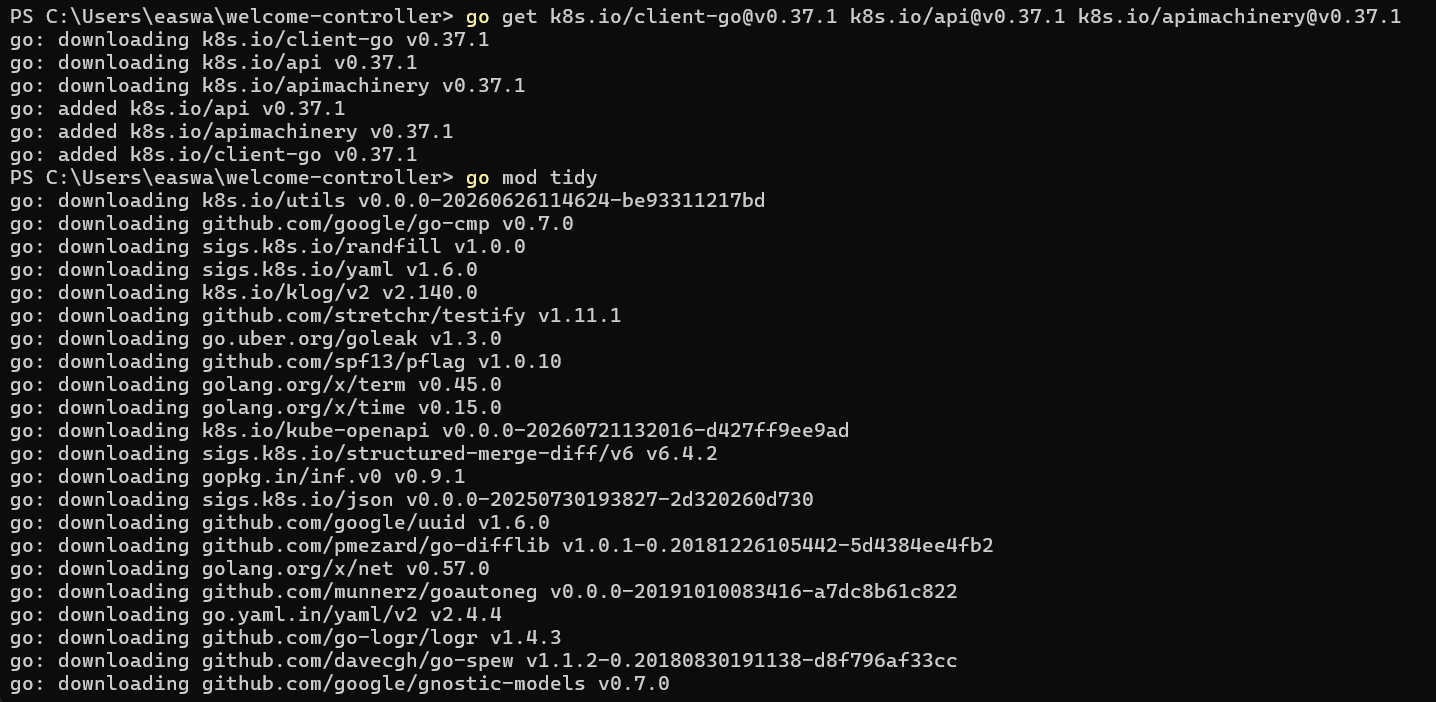 PS C:\Users\easwa\welcome-controller> go get k8s.io/client-go@v0.37.1 k8s.io/api@v0.37.1 k8s.io/apimachinery@v0.37.1
go: downloading k8s.io/client-go v0.37.1
go: downloading k8s.io/api v0.37.1
go: downloading k8s.io/apimachinery v0.37.1
go: added k8s.io/api v0.37.1
go: added k8s.io/apimachinery v0.37.1
go: added k8s.io/client-go v0.37.1
PS C:\Users\easwa\welcome-controller> go mod tidy
go: downloading k8s.io/utils v0.0.0-20260626114624-be93311217bd
go: downloading github.com/google/go-cmp v0.7.0
go: downloading sigs.k8s.io/randfill v1.0.0
go: downloading sigs.k8s.io/yaml v1.6.0
go: downloading k8s.io/klog/v2 v2.140.0
go: downloading github.com/stretchr/testify v1.11.1
go: downloading go.uber.org/goleak v1.3.0
go: downloading github.com/spf13/pflag v1.0.10
go: downloading golang.org/x/term v0.45.0
go: downloading golang.org/x/time v0.15.0
go: downloading k8s.io/kube-openapi v0.0.0-20260721132016-d427ff9ee9ad
go: downloading sigs.k8s.io/structured-merge-diff/v6 v6.4.2
go: downloading gopkg.in/inf.v0 v0.9.1
go: downloading sigs.k8s.io/json v0.0.0-20250730193827-2d320260d730
go: downloading github.com/google/uuid v1.6.0
go: downloading github.com/pmezard/go-difflib v1.0.1-0.20181226105442-5d4384ee4fb2
go: downloading golang.org/x/net v0.57.0
go: downloading github.com/munnerz/goautoneg v0.0.0-20191010083416-a7dc8b61c822
go: downloading go.yaml.in/yaml/v2 v2.4.4
go: downloading github.com/go-logr/logr v1.4.3
go: downloading github.com/davecgh/go-spew v1.1.2-0.20180830191138-d8f796af33cc
go: downloading github.com/google/gnostic-models v0.7.0